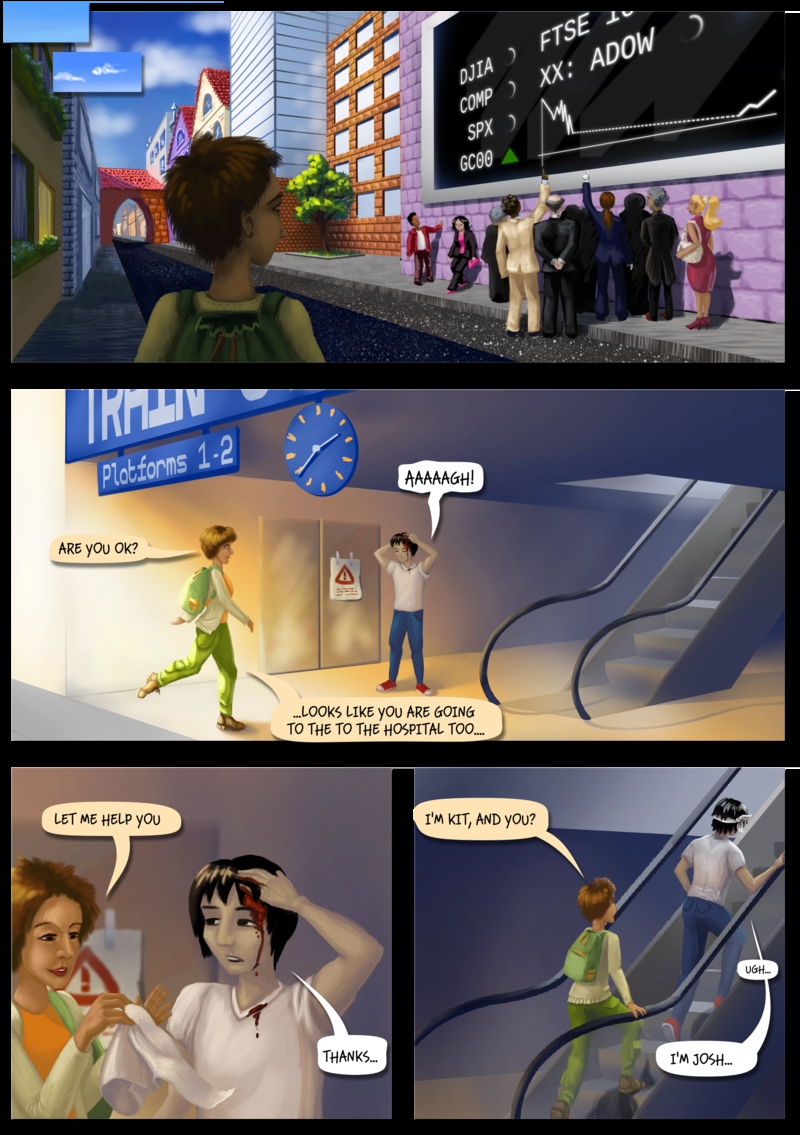 FTSE
DJIA
XX: ADOW
COMP
SPX
GC00
TRAIN
Platforms 1-2
AAAAAGH!
ARE YOU OK?
...LOOKS LIKE YOU ARE GOING
TO THE TO THE HOSPITAL TOO....
LET ME HELP YOU
THANKS...
I'M KIT, AND YOU?
UGH...
I'M JOSH...